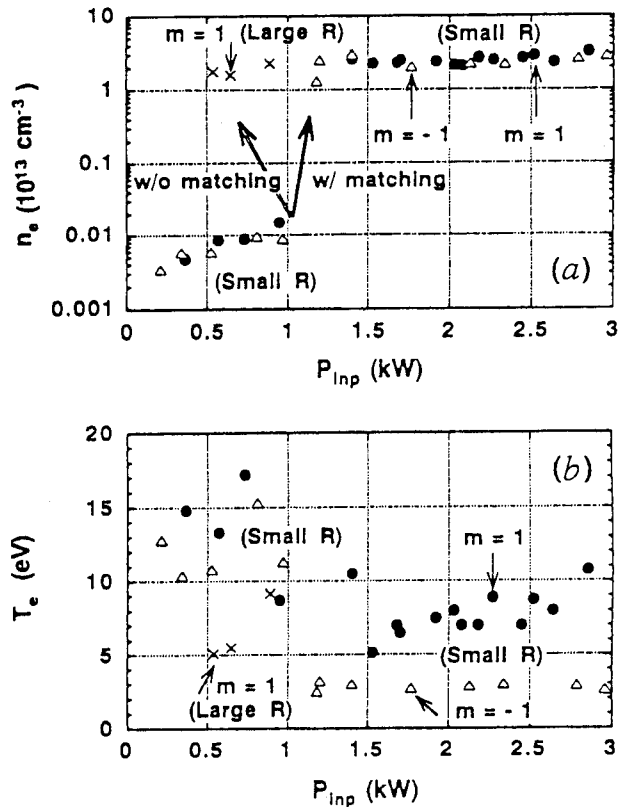 m = 1 (Large R) (Small R)
10
1
0.1
0.01
0.001
n_e (10^13 cm^-3)
m = - 1 m = 1
w/o matching w/ matching
(Small R)
(a)
0 0.5 1 1.5 2 2.5 3
P_inp (kW)
20
15
10
5
0
T_e (eV)
(b)
(Small R)
m = 1
(Small R)
m = 1
(Large R)
m = - 1
0 0.5 1 1.5 2 2.5 3
P_inp (kW)